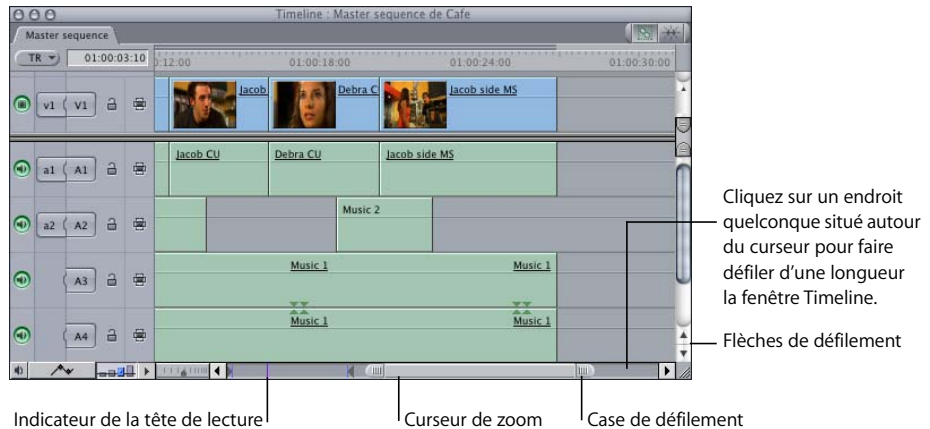 Timeline : Master sequence de Cafe
Master sequence
TR 01:00:03:10 0:12:00 01:00:18:00 01:00:24:00 01:00:30:00
v1 V1 Jacob Debra C Jacob side MS
a1 A1 Jacob CU Debra CU Jacob side MS
a2 A2 Music 2
A3 Music 1 Music 1
A4 Music 1 Music 1
Cliquez sur un endroit
quelconque situé autour
du curseur pour faire
défiler d'une longueur
la fenêtre Timeline.
Flèches de défilement
Indicateur de la tête de lecture Curseur de zoom Case de défilement